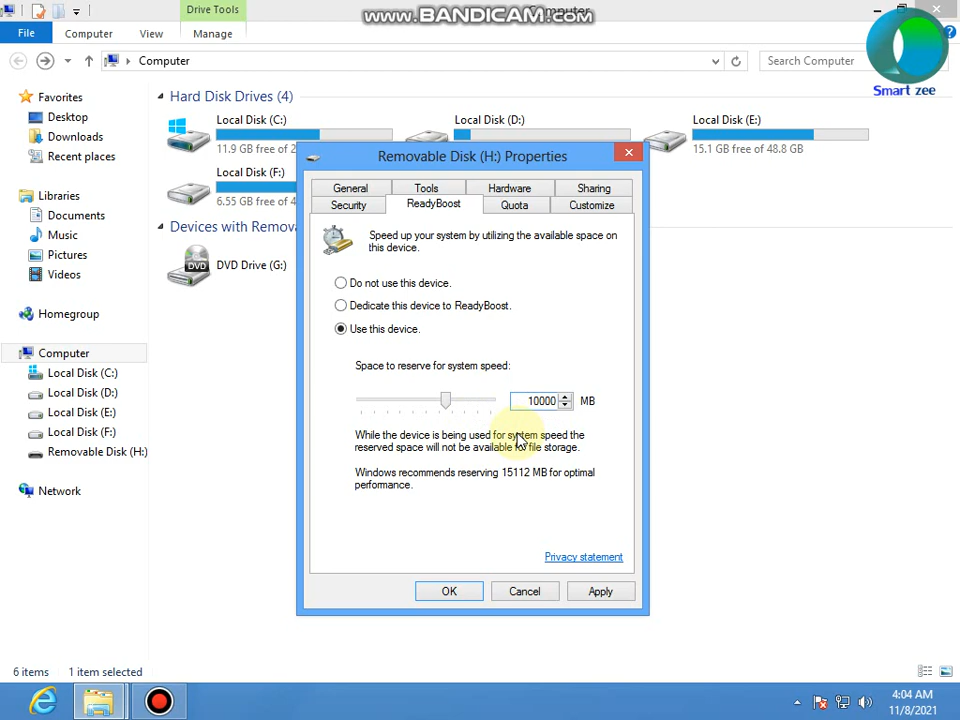 Drive Tools
www.BANDICAM.com
Computer
File
Computer
View
Manage
Computer
Search Computer
Smart zee
Favorites
Desktop
Downloads
Recent places
Libraries
Documents
Music
Pictures
Videos
Homegroup
Computer
Local Disk (C:)
Local Disk (D:)
Local Disk (E:)
Local Disk (F:)
Removable Disk (H:)
Network
Hard Disk Drives (4)
Local Disk (C:)
11.9 GB free of
Local Disk (D:)
Local Disk (E:)
15.1 GB free of 48.8 GB
Local Disk (F:)
6.55 GB free of
Devices with Remov
DVD Drive (G:)
DVD
Removable Disk (H:) Properties
General
Tools
Hardware
Sharing
Security
ReadyBoost
Quota
Customize
Speed up your system by utilizing the available space on
this device.
Do not use this device.
Dedicate this device to ReadyBoost.
Use this device.
Space to reserve for system speed:
10000 MB
While the device is being used for system speed the
reserved space will not be available for file storage.
Windows recommends reserving 15112 MB for optimal
performance.
Privacy statement
OK
Cancel
Apply
6 items
1 item selected
4:04 AM
11/8/2021